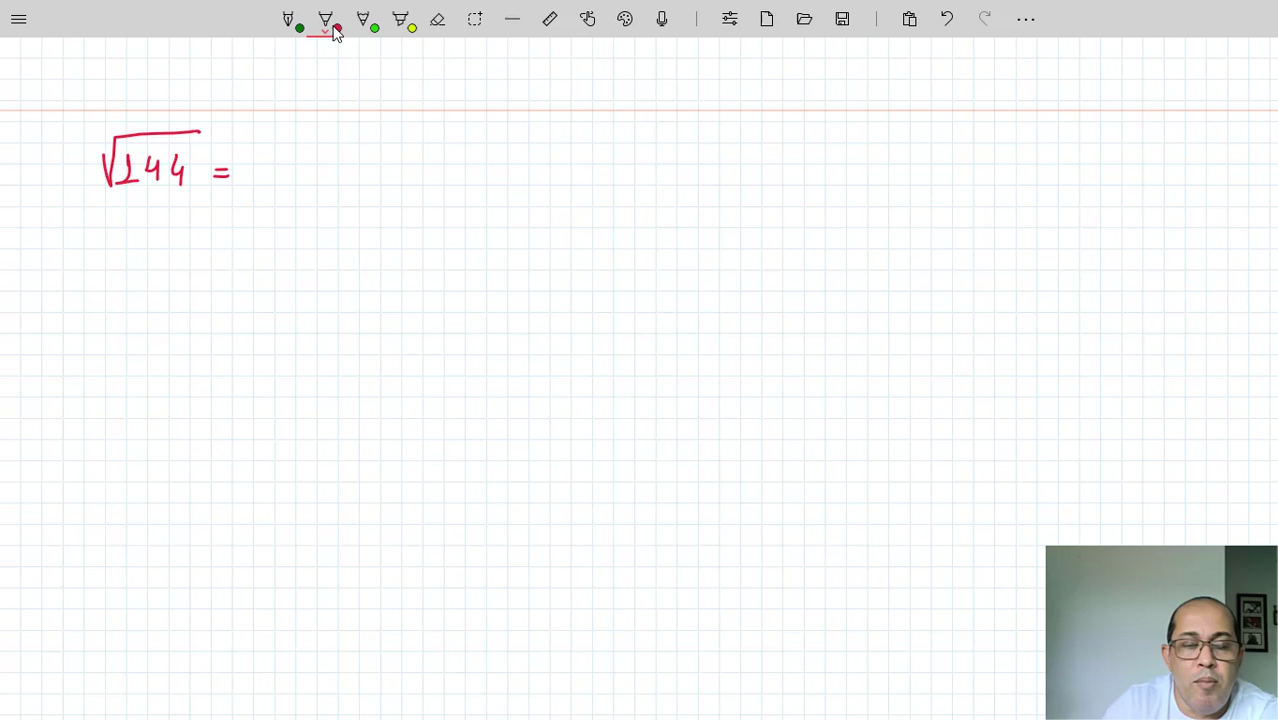 √144 =